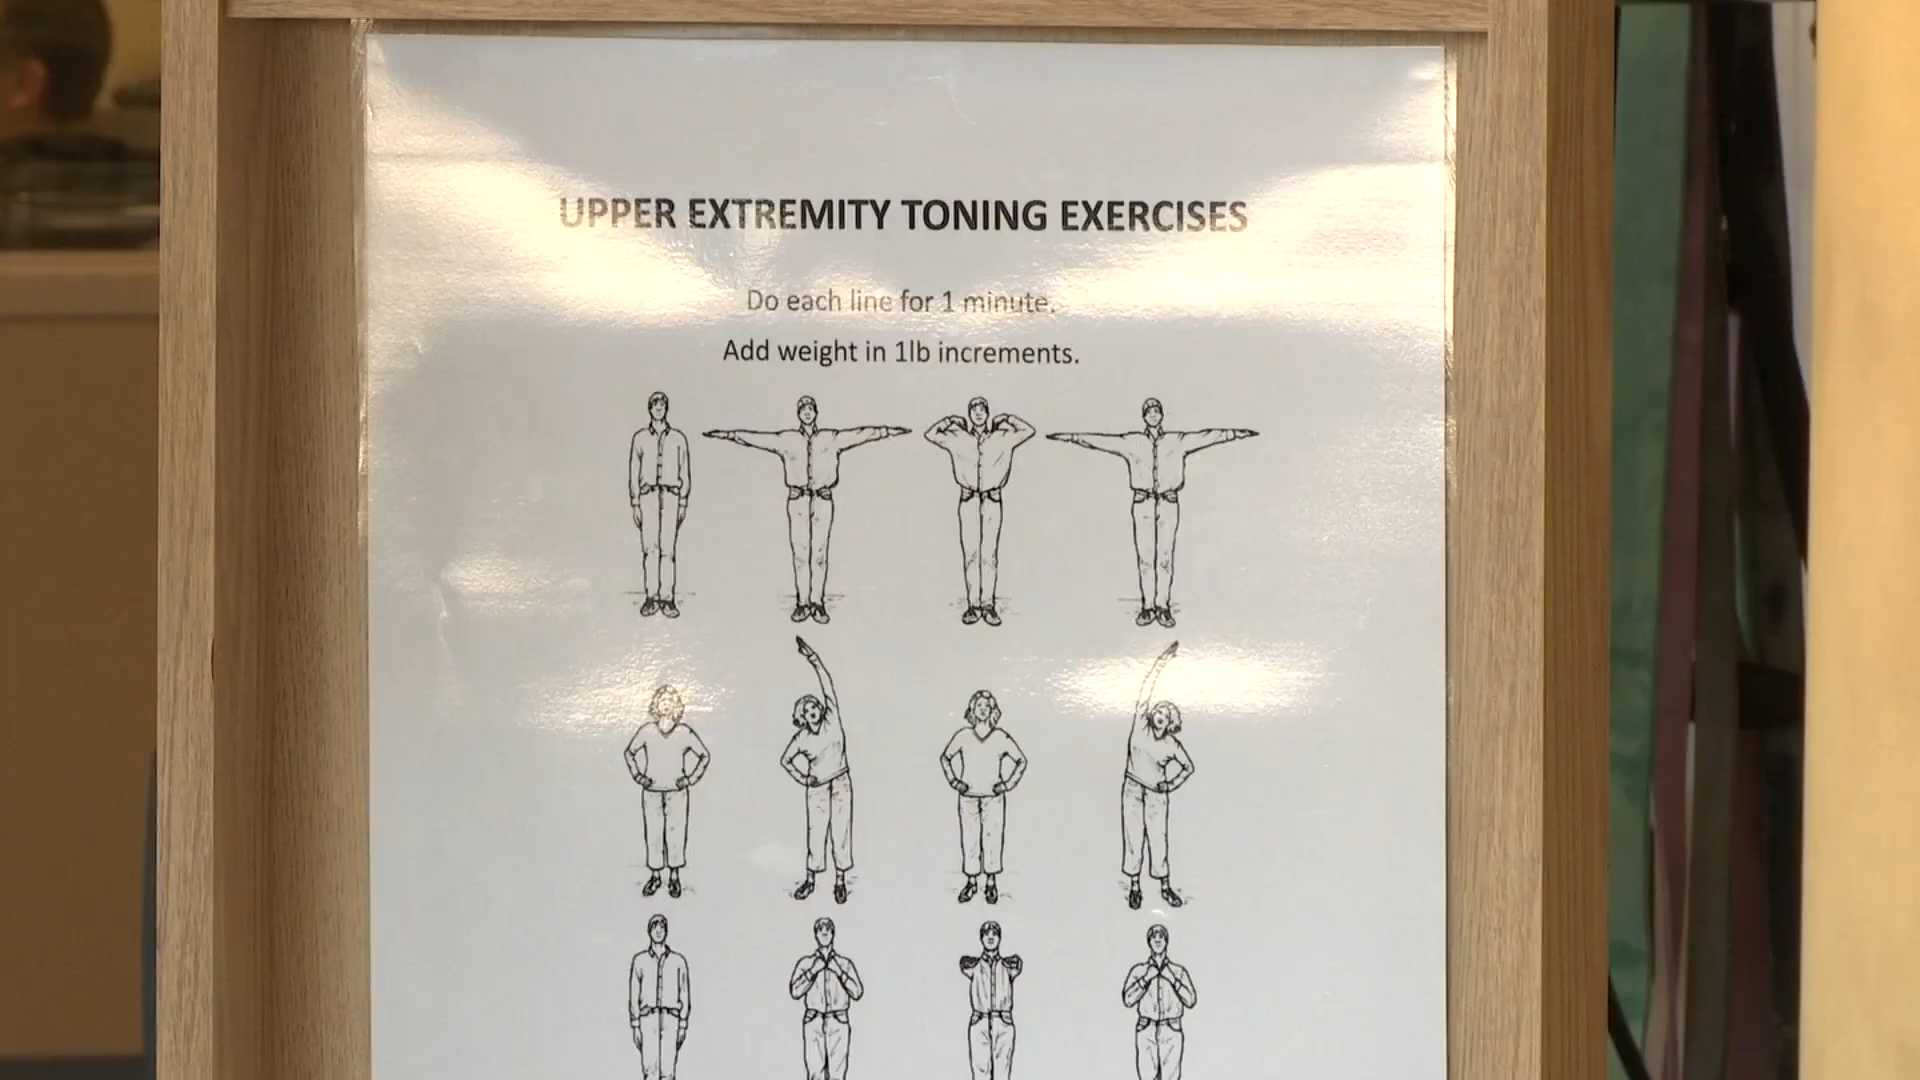 UPPER EXTREMITY TONING EXERCISES
Do each line for 1 minute.
Add weight in 1lb increments.